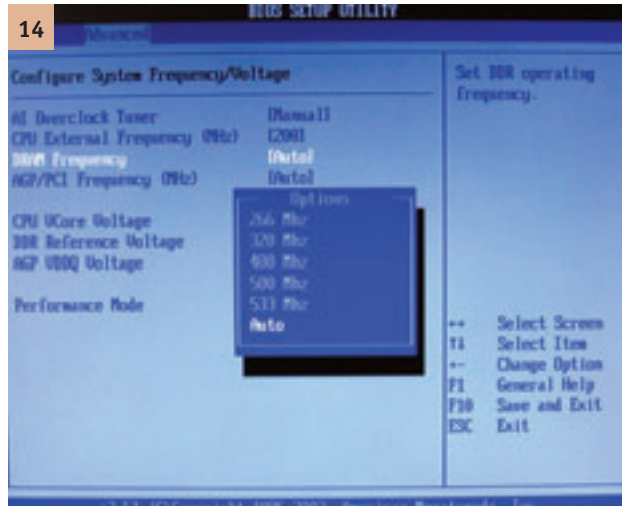 14
BIOS SETUP UTILITY
Advanced
Configure System Frequency/Voltage
AI Overclock Tuner [Manual]
CPU External Frequency (MHz) [200]
DRAM Frequency [Auto]
AGP/PCI Frequency (MHz) [Auto]
CPU VCore Voltage
DDR Reference Voltage
AGP VDDQ Voltage
Performance Mode
Options
266 Mhz
320 Mhz
400 Mhz
500 Mhz
533 Mhz
Auto
Set DDR operating
frequency.
←→ Select Screen
↑↓ Select Item
+- Change Option
F1 General Help
F10 Save and Exit
ESC Exit